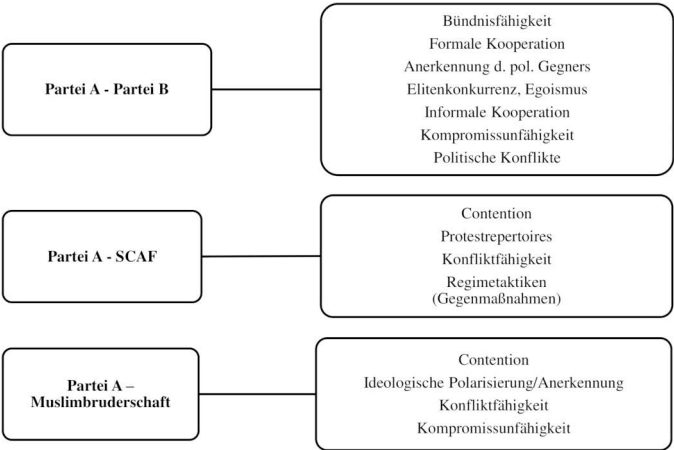 Partei A - Partei B
Bündnisfähigkeit
Formale Kooperation
Anerkennung d. pol. Gegners
Elitenkonkurrenz, Egoismus
Informale Kooperation
Kompromissunfähigkeit
Politische Konflikte
Partei A - SCAF
Contention
Protestrepertoires
Konfliktfähigkeit
Regimetaktiken
(Gegenmaßnahmen)
Partei A –
Muslimbruderschaft
Contention
Ideologische Polarisierung/Anerkennung
Konfliktfähigkeit
Kompromissunfähigkeit